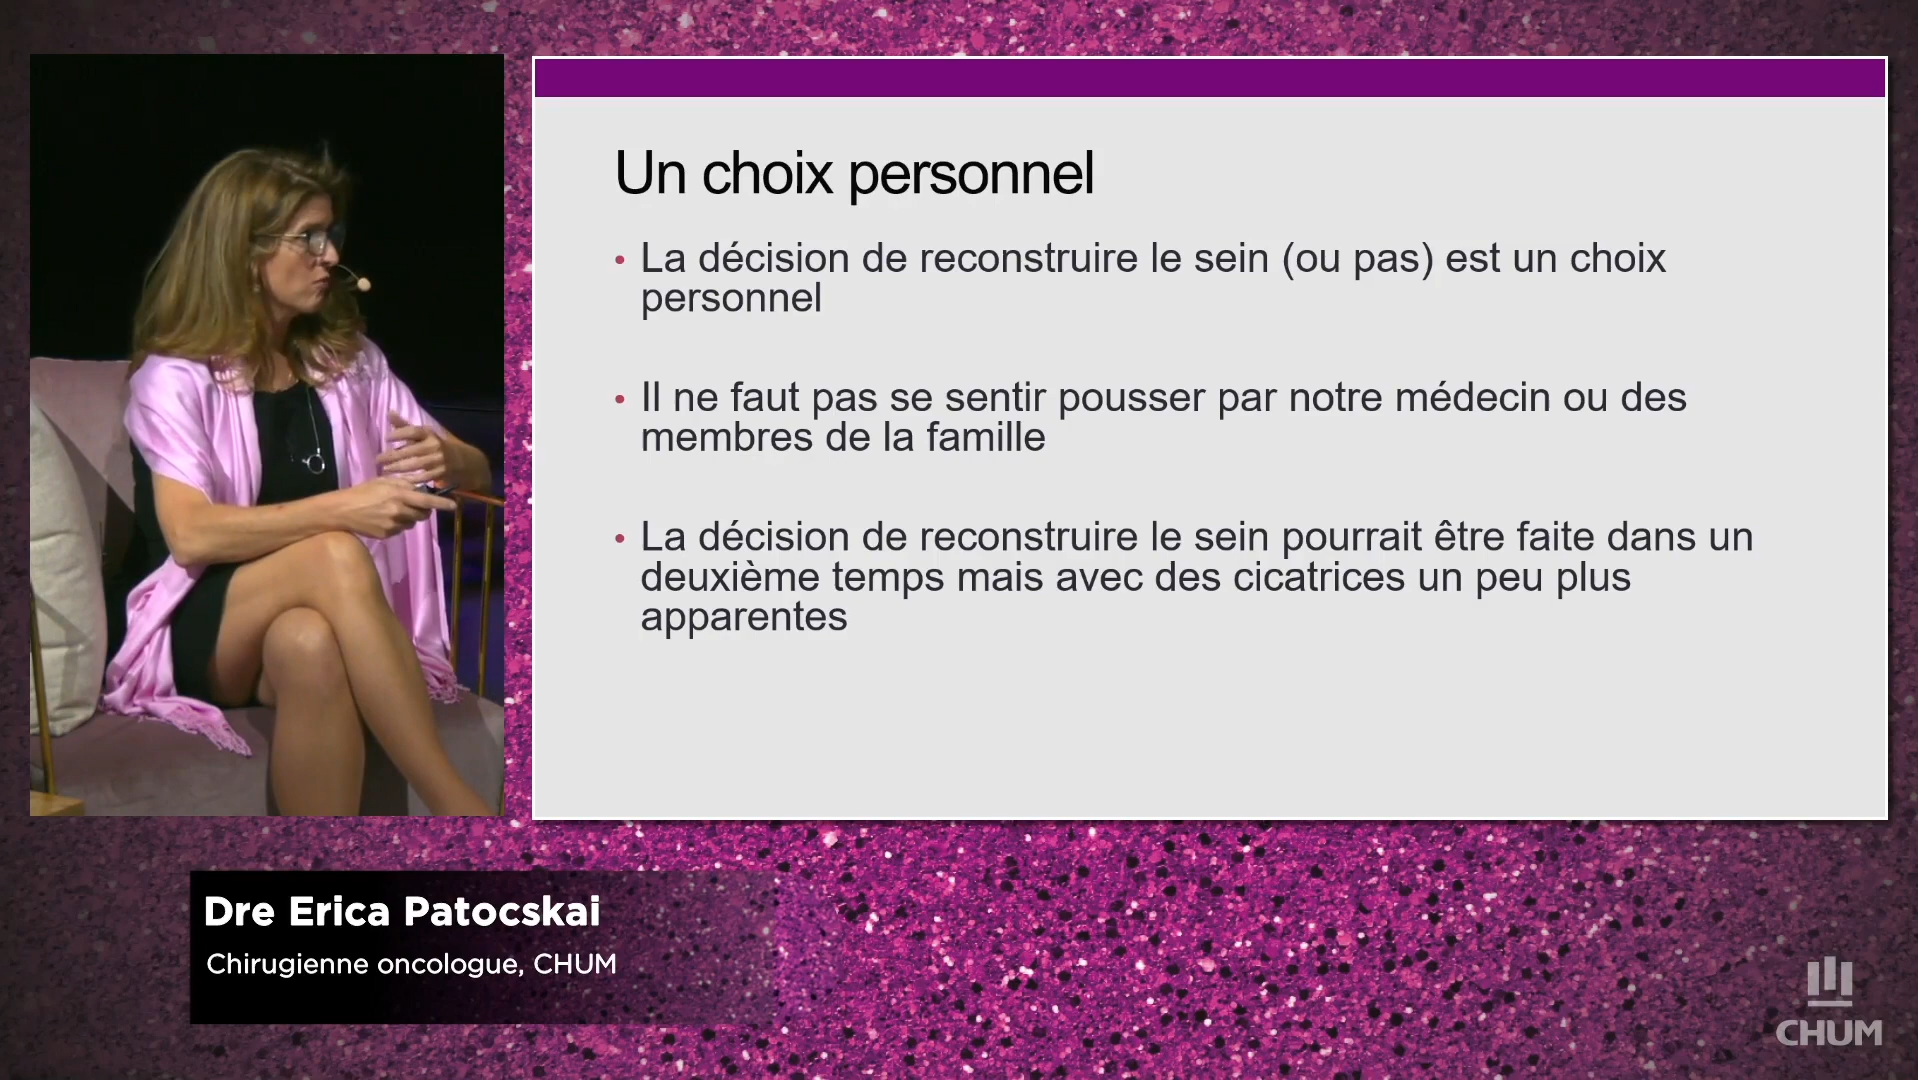 Un choix personnel
• La décision de reconstruire le sein (ou pas) est un choix
personnel
• Il ne faut pas se sentir pousser par notre médecin ou des
membres de la famille
• La décision de reconstruire le sein pourrait être faite dans un
deuxième temps mais avec des cicatrices un peu plus
apparentes
Dre Erica Patocskai
Chirugienne oncologue, CHUM
CHUM